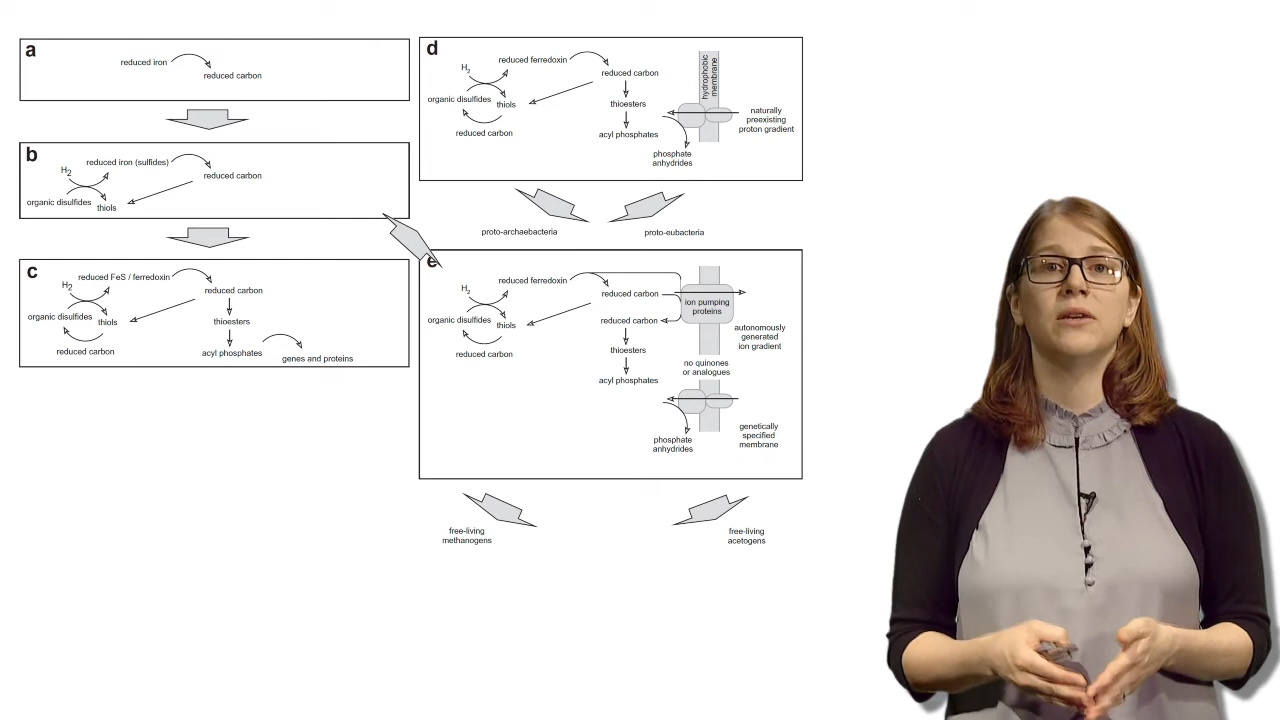 a
reduced iron
reduced carbon
b
reduced iron (sulfides)
H2
reduced carbon
organic disulfides
thiols
c
reduced FeS / ferredoxin
H2
reduced carbon
organic disulfides
thiols
thioesters
reduced carbon
acyl phosphates
genes and proteins
d
reduced ferredoxin
H2
reduced carbon
hydrophobic
membrane
organic disulfides
thiols
thioesters
naturally
preexisting
proton gradient
reduced carbon
acyl phosphates
phosphate
anhydrides
proto-archaebacteria
proto-eubacteria
e
reduced ferredoxin
H2
reduced carbon
ion pumping
proteins
organic disulfides
thiols
reduced carbon
autonomously
generated
ion gradient
reduced carbon
thioesters
no quinones
or analogues
acyl phosphates
genetically
specified
membrane
phosphate
anhydrides
free-living
methanogens
free-living
acetogens